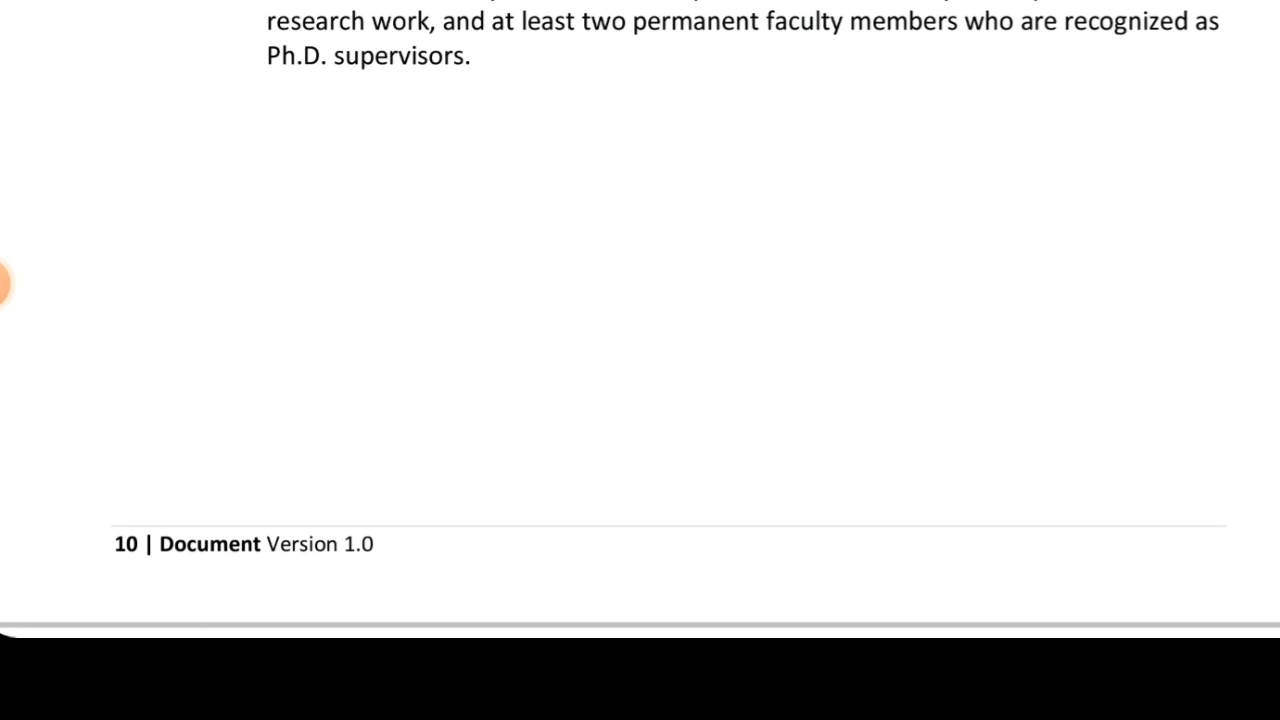 research work, and at least two permanent faculty members who are recognized as
Ph.D. supervisors.
10 | Document Version 1.0